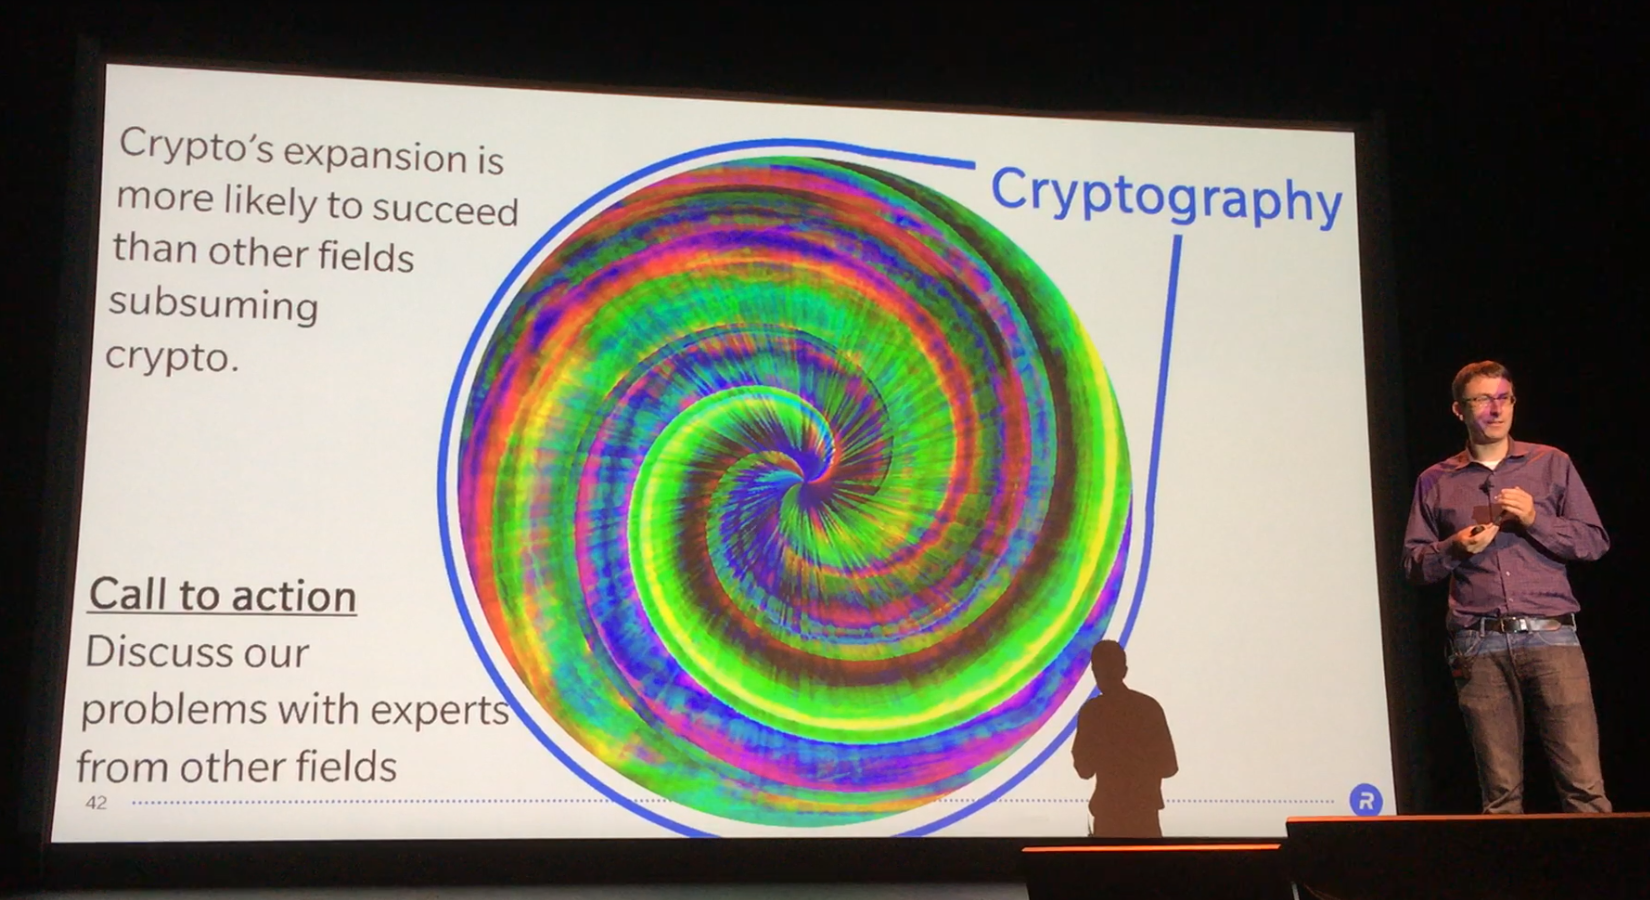 Crypto's expansion is
more likely to succeed
than other fields
subsuming
crypto.
Cryptography
Call to action
Discuss our
problems with experts
from other fields
42
R